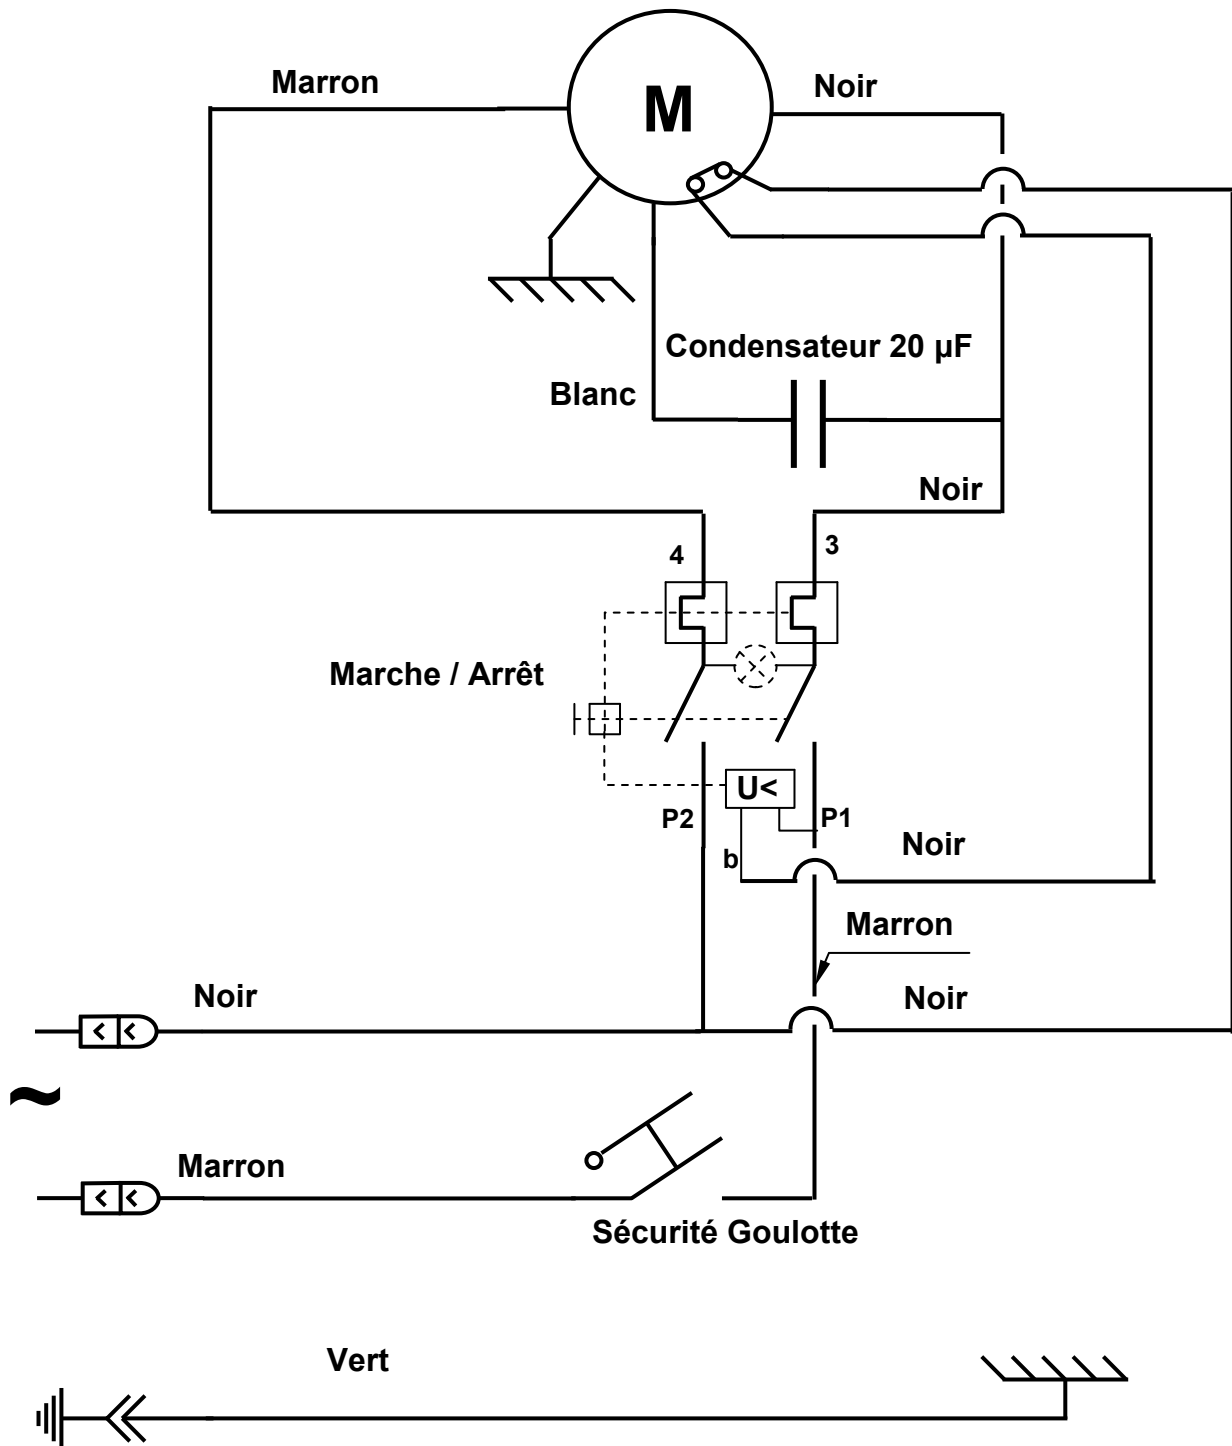 Marron
M
Noir
Condensateur 20 µF
Blanc
Noir
4
3
Marche / Arrêt
U<
P2
P1
b
Noir
Marron
Noir
Noir
~
Marron
Sécurité Goulotte
Vert